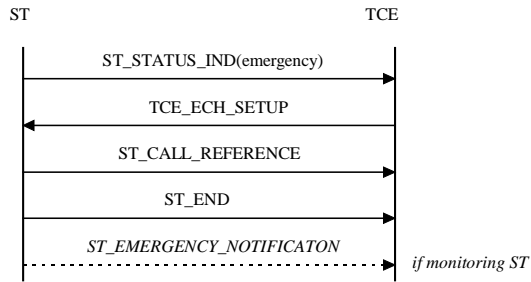 ST TCE
ST_STATUS_IND(emergency)
TCE_ECH_SETUP
ST_CALL_REFERENCE
ST_END
ST_EMERGENCY_NOTIFICATON
if monitoring ST